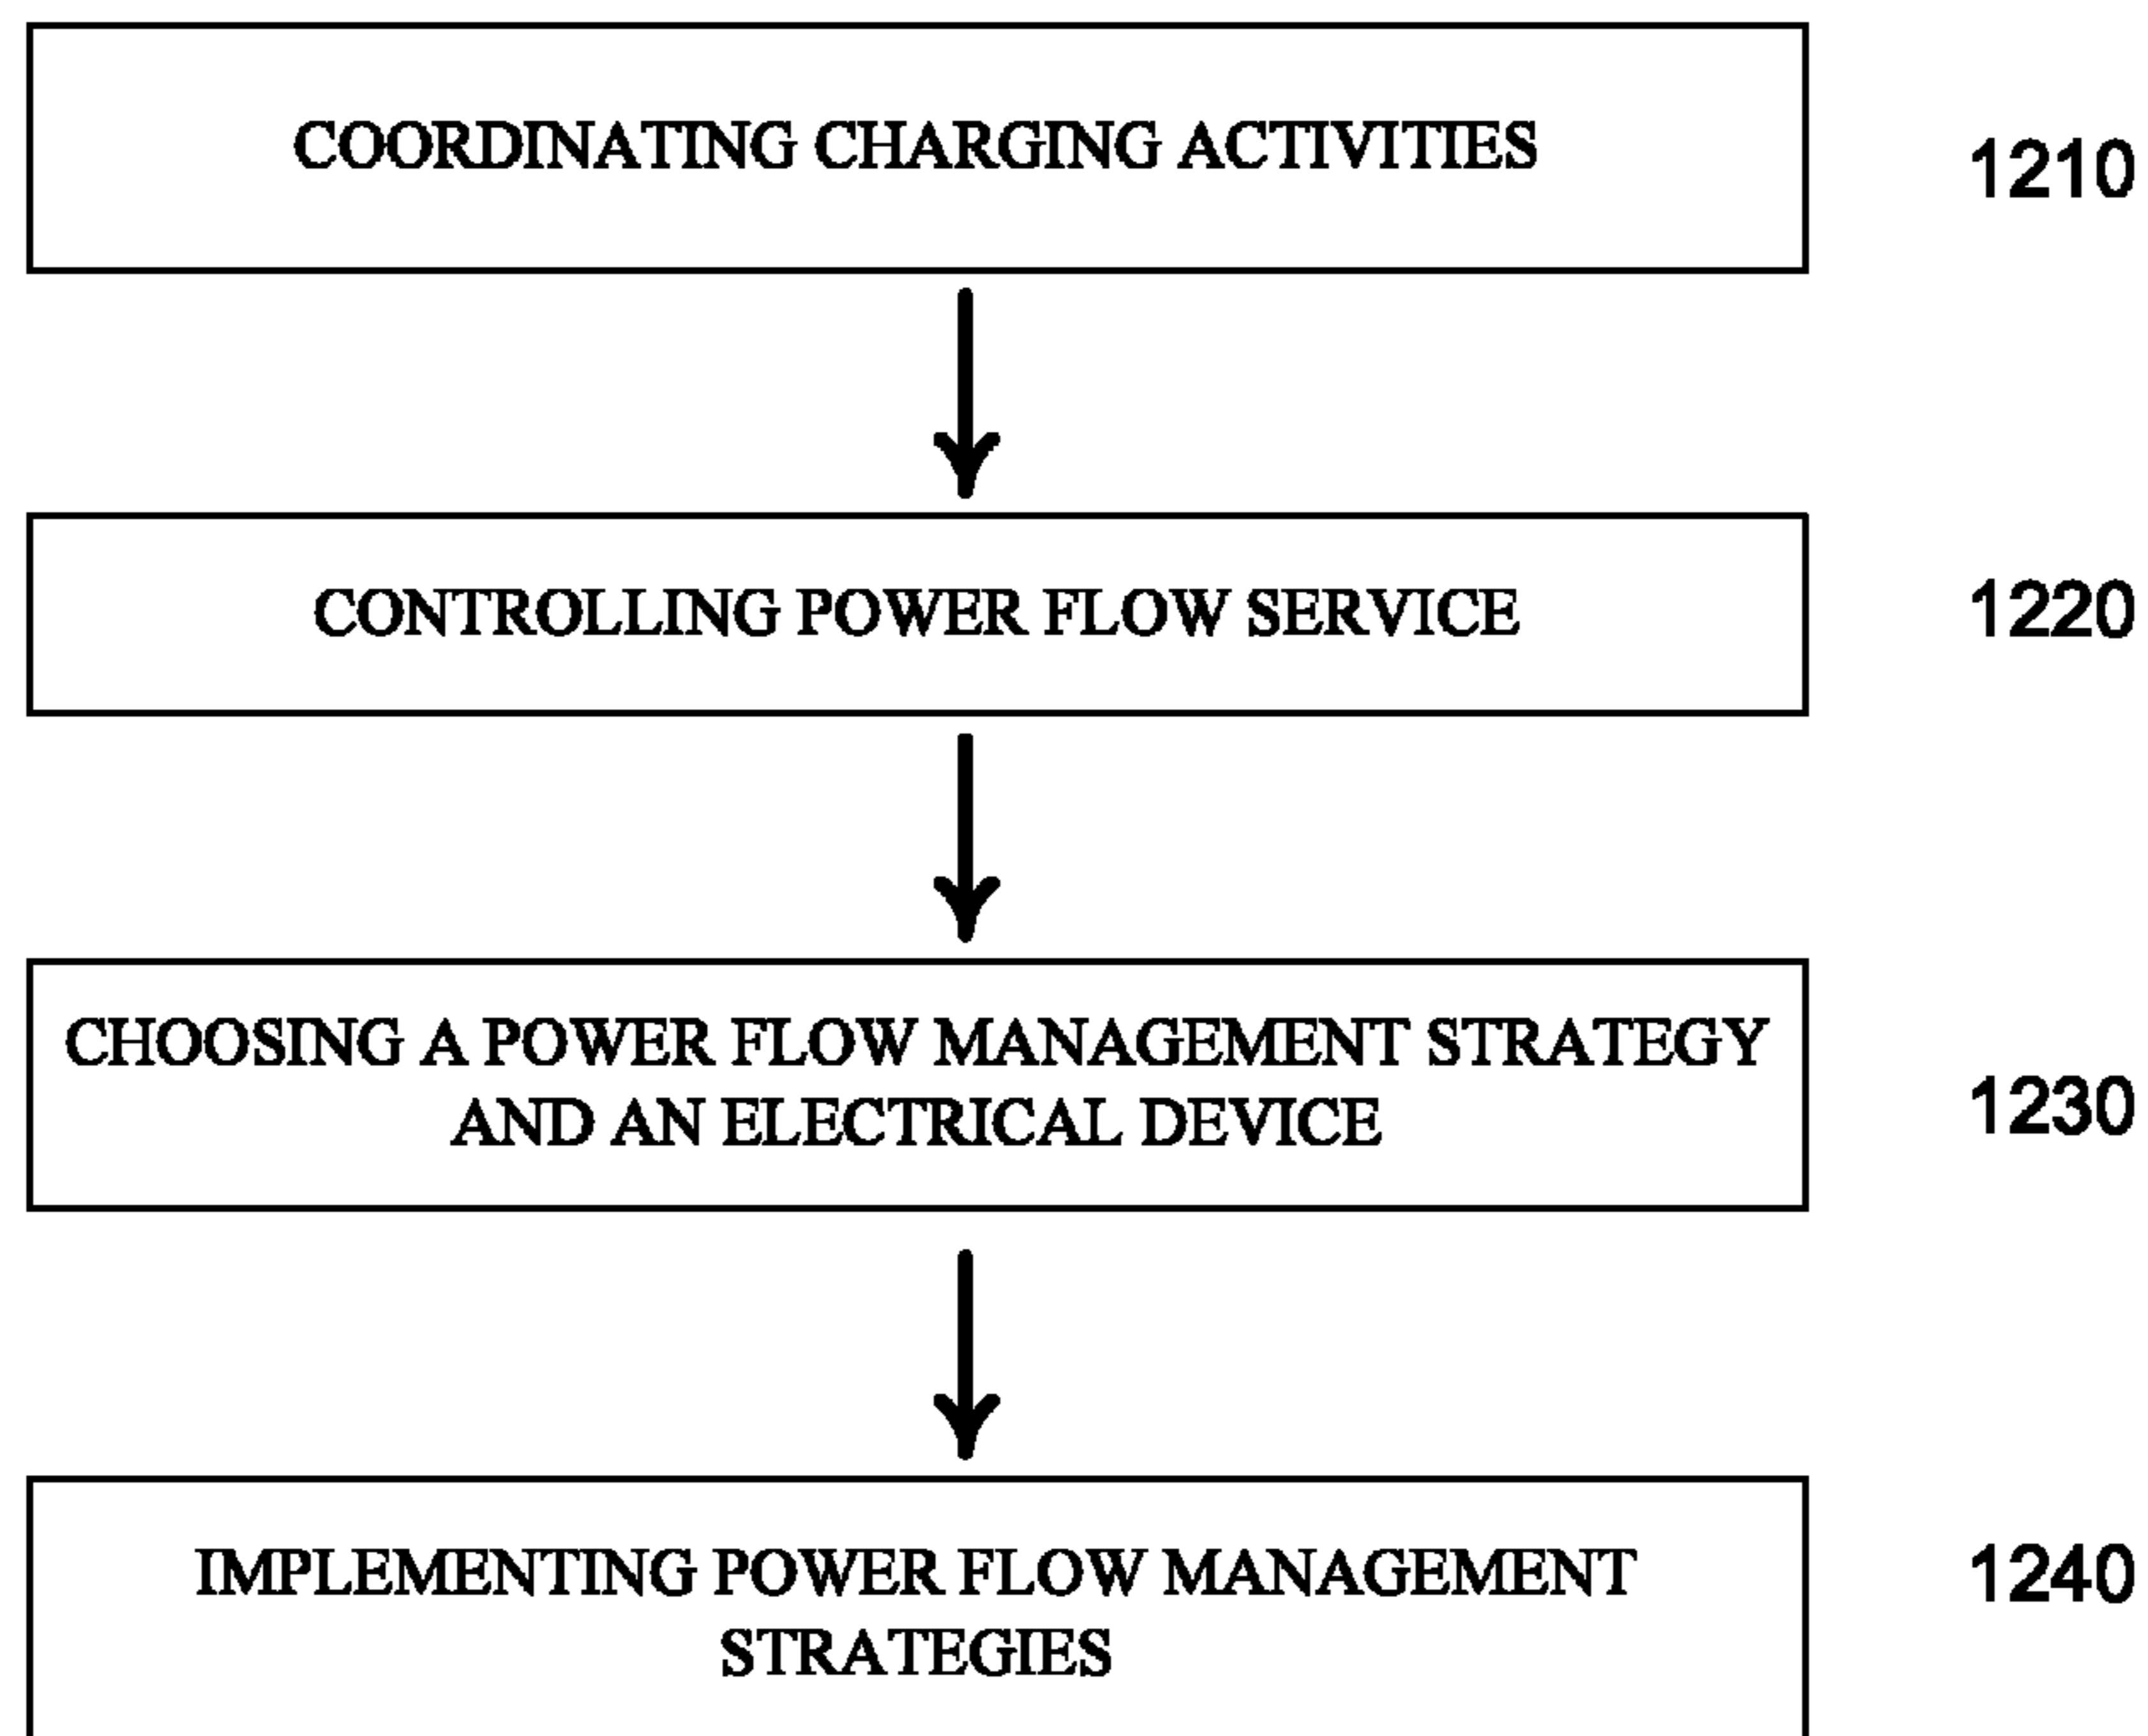 COORDINATING CHARGING ACTIVITIES
1210
CONTROLLING POWER FLOW SERVICE
1220
CHOOSING A POWER FLOW MANAGEMENT STRATEGY
AND AN ELECTRICAL DEVICE
1230
IMPLEMENTING POWER FLOW MANAGEMENT
STRATEGIES
1240